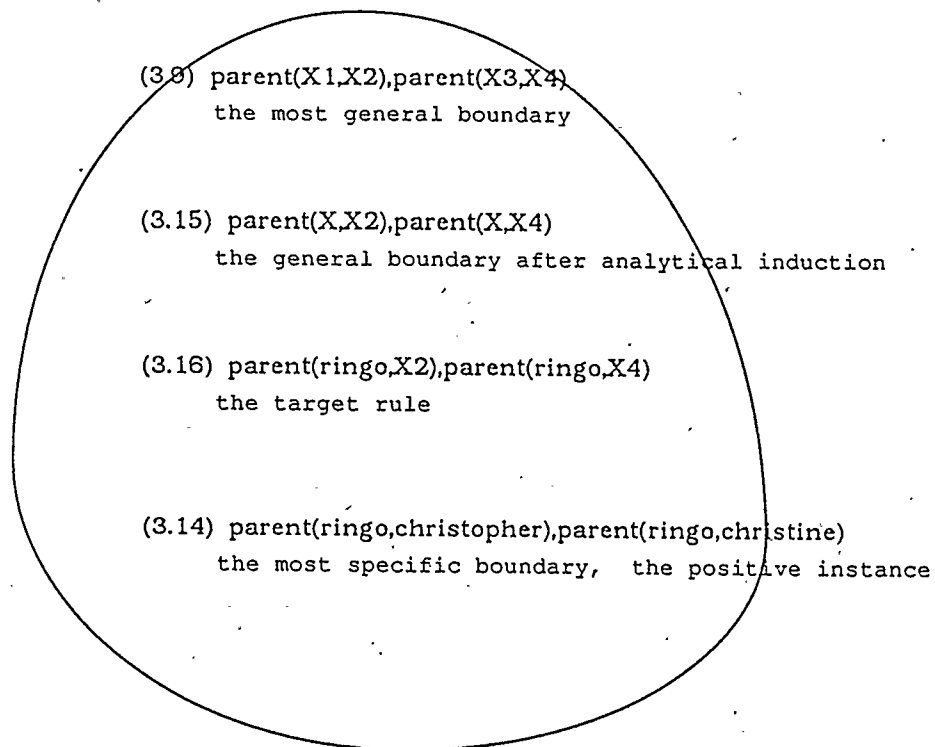 (3.9) parent(X1,X2),parent(X3,X4)
the most general boundary
(3.15) parent(X,X2),parent(X,X4)
the general boundary after analytical induction
(3.16) parent(ringo,X2),parent(ringo,X4)
the target rule
(3.14) parent(ringo,christopher),parent(ringo,christine)
the most specific boundary, the positive instance